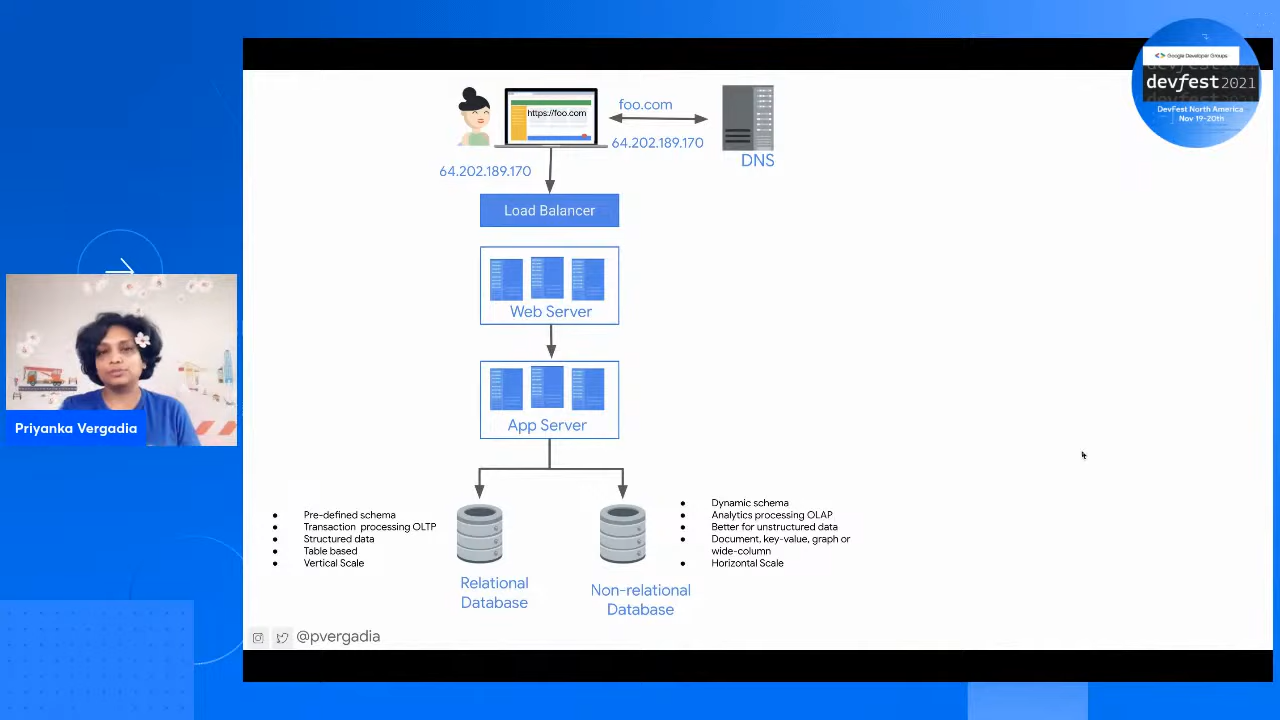 Google Developer Groups
devfest 2021
DevFest North America
Nov 19-20th
https://foo.com
foo.com
64.202.189.170
DNS
64.202.189.170
Load Balancer
Web Server
App Server
Priyanka Vergadia
Pre-defined schema
Transaction processing OLTP
Structured data
Table based
Vertical Scale
Relational
Database
Dynamic schema
Analytics processing OLAP
Better for unstructured data
Document, key-value, graph or
wide-column
Horizontal Scale
Non-relational
Database
@pvergadia